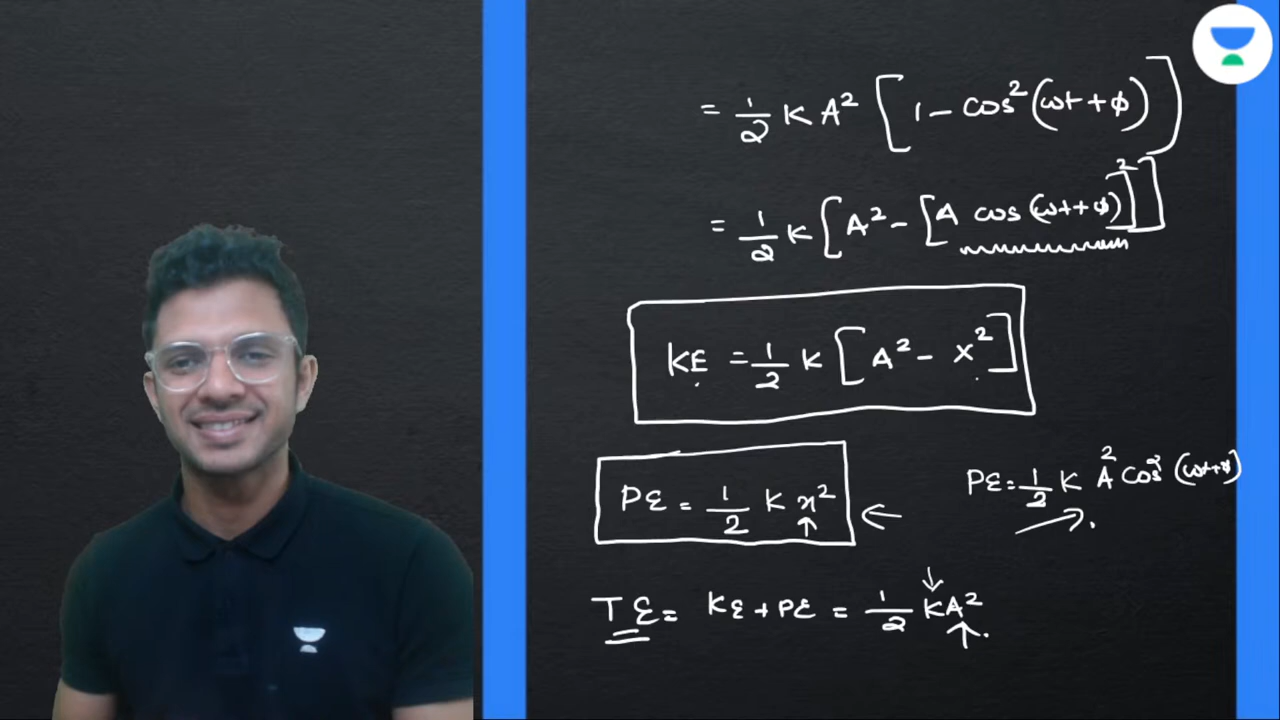 = 1/2 K A² [1 - cos² (ωt + φ)]
= 1/2 K [A² - [A cos (ωt + φ)]²]
KE = 1/2 K [A² - x²]
PE = 1/2 K x²
PE = 1/2 K A² cos² (ωt+φ)
TE = KE + PE = 1/2 KA²